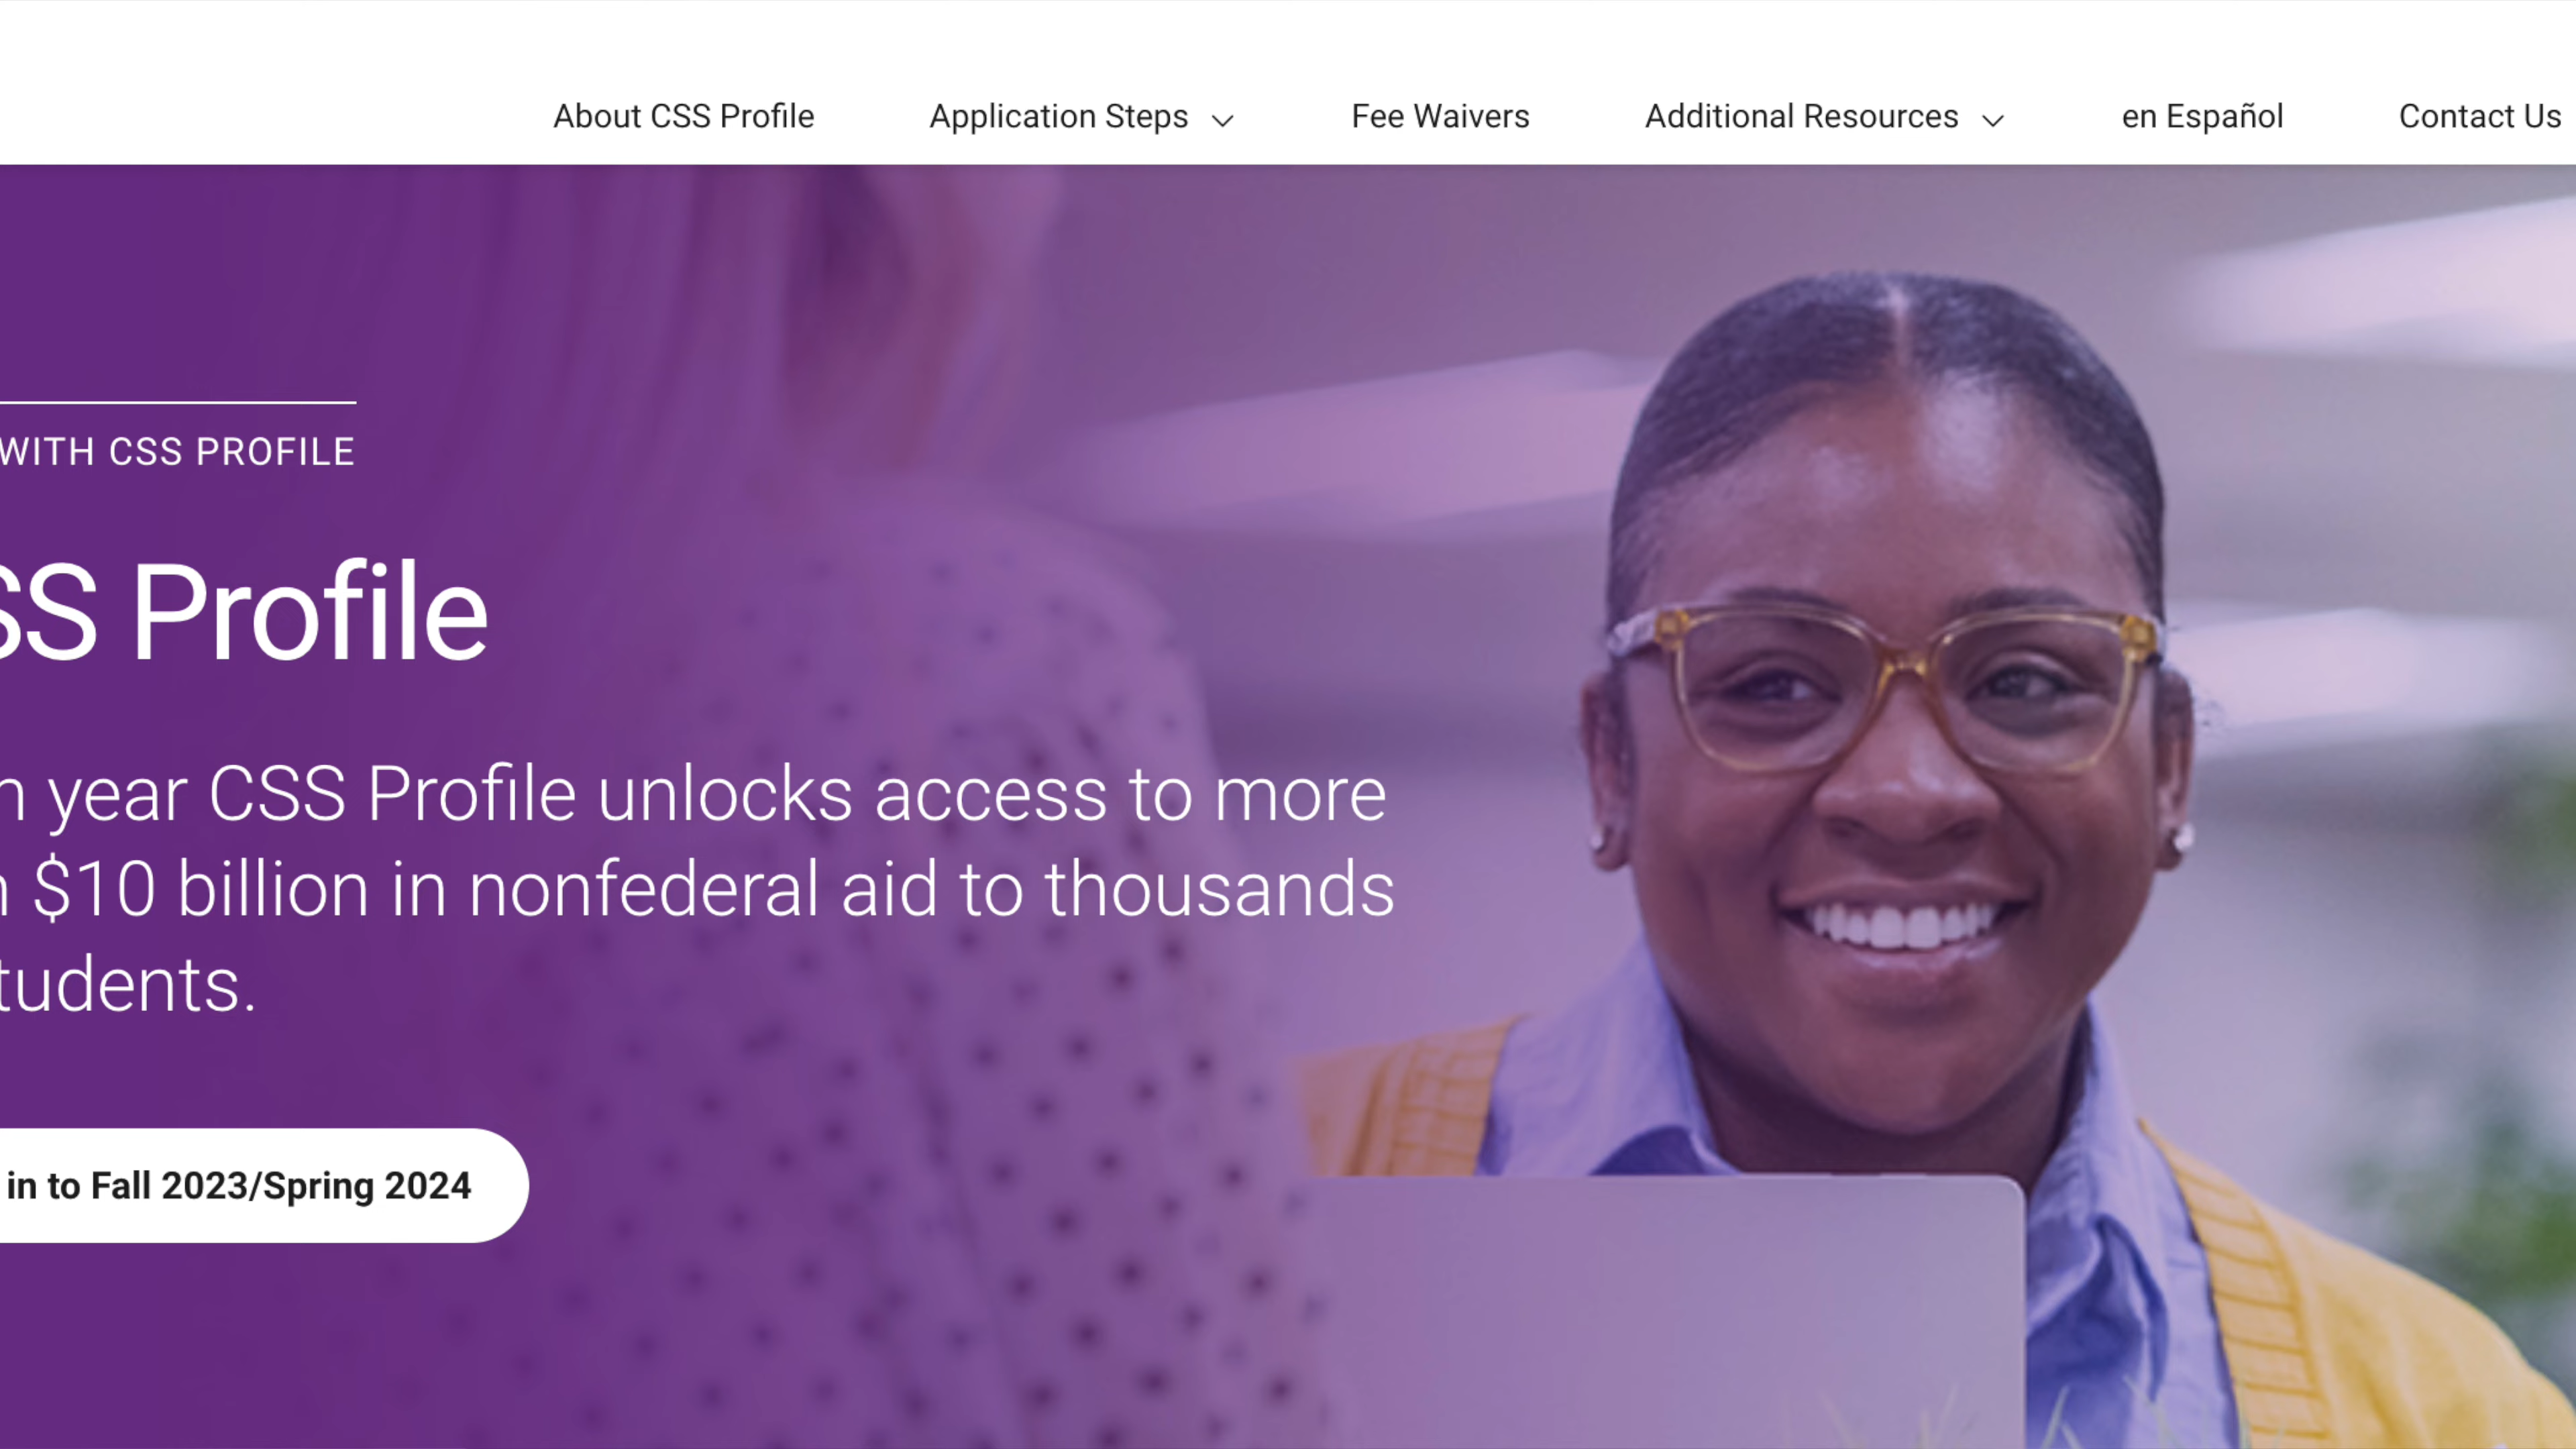 About CSS Profile Application Steps Fee Waivers Additional Resources en Español Contact Us
WITH CSS PROFILE
SS Profile
year CSS Profile unlocks access to more
$10 billion in nonfederal aid to thousands
tudents.
in to Fall 2023/Spring 2024